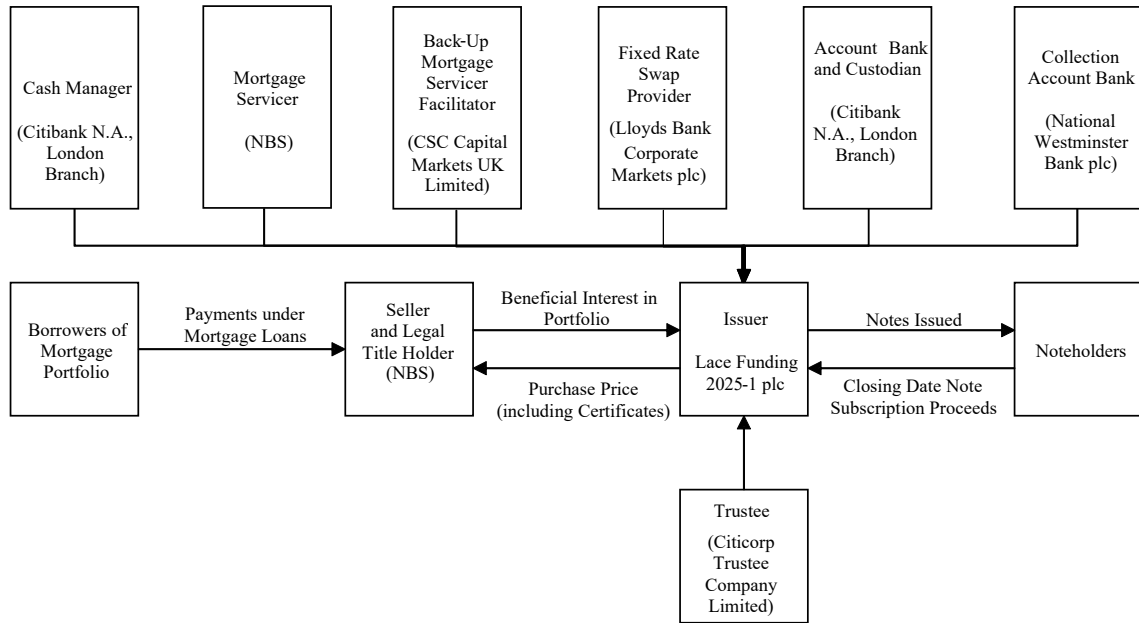 Cash Manager
(Citibank N.A.,
London
Branch)
Mortgage
Servicer
(NBS)
Back-Up
Mortgage
Servicer
Facilitator
(CSC Capital
Markets UK
Limited)
Fixed Rate
Swap
Provider
(Lloyds Bank
Corporate
Markets plc)
Account Bank
and Custodian
(Citibank
N.A., London
Branch)
Collection
Account Bank
(National
Westminster
Bank plc)
Borrowers of
Mortgage
Portfolio
Payments under
Mortgage Loans
Seller
and Legal
Title Holder
(NBS)
Beneficial Interest in
Portfolio
Purchase Price
(including Certificates)
Issuer
Lace Funding
2025-1 plc
Notes Issued
Closing Date Note
Subscription Proceeds
Noteholders
Trustee
(Citicorp
Trustee
Company
Limited)